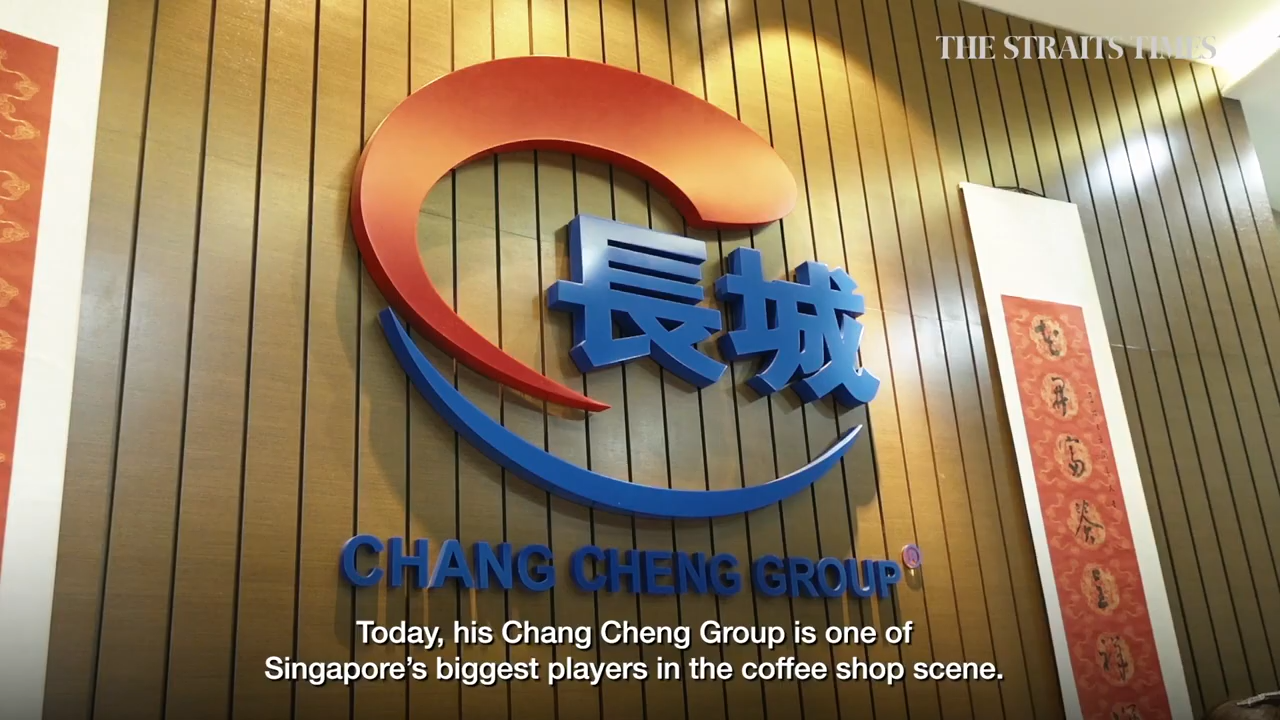 THE STRAITS TIMES
長城
CHANG CHENG GROUP®
Today, his Chang Cheng Group is one of
Singapore's biggest players in the coffee shop scene.